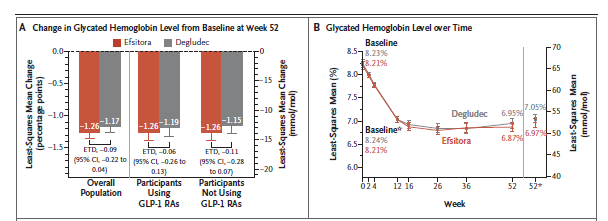 A Change in Glycated Hemoglobin Level from Baseline at Week 52
Efsitora Degludec
Least-Squares Mean Change
(percentage points)
0.0
−0.5
−1.0
−1.5
0
−5
−10
−15
−20
Least-Squares Mean Change
(mmol/mol)
−1.26 −1.17
−1.26 −1.19
−1.26 −1.15
ETD, −0.09
(95% CI, −0.22 to
0.04)
ETD, −0.06
(95% CI, −0.26 to
0.13)
ETD, −0.11
(95% CI, −0.28
to 0.07)
Overall
Population
Participants
Using
GLP-1 RAs
Participants
Not Using
GLP-1 RAs
B Glycated Hemoglobin Level over Time
Least-Squares Mean (%)
8.5
8.0
7.5
7.0
6.5
6.0
70
60
55
50
45
40
Least-Squares Mean
(mmol/mol)
Baseline
8.23%
8.21%
Baseline*
8.24%
8.21%
Degludec
Efsitora
6.95%
7.05%
6.87%
6.97%
0 2 4 12 16 26 36 52 52*
Week